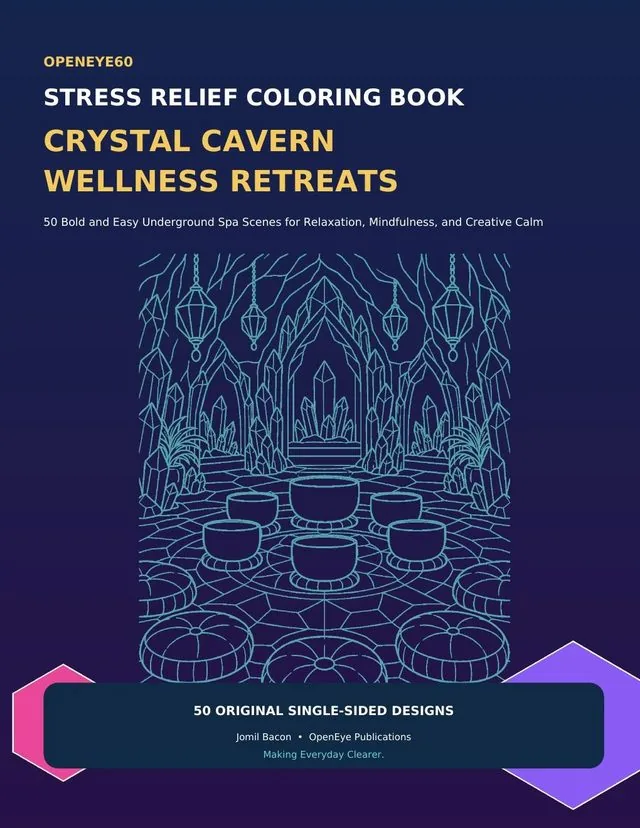 OPENEYE60
STRESS RELIEF COLORING BOOK
CRYSTAL CAVERN
WELLNESS RETREATS
50 Bold and Easy Underground Spa Scenes for Relaxation, Mindfulness, and Creative Calm
50 ORIGINAL SINGLE-SIDED DESIGNS
Jomil Bacon • OpenEye Publications
Making Everyday Clearer.